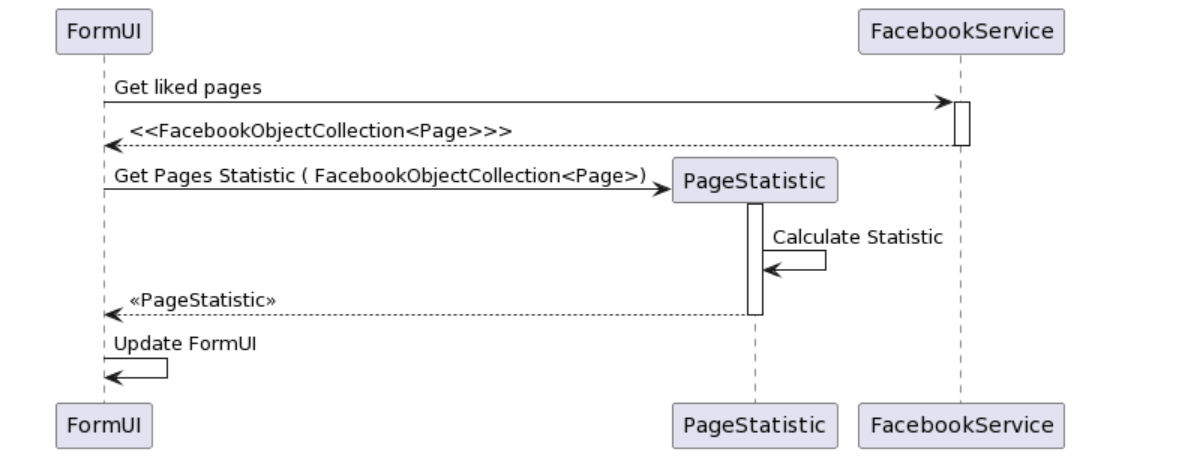 FormUI FacebookService
Get liked pages
<<FacebookObjectCollection<Page>>>
Get Pages Statistic ( FacebookObjectCollection<Page>) PageStatistic
Calculate Statistic
«PageStatistic»
Update FormUI
FormUI PageStatistic FacebookService